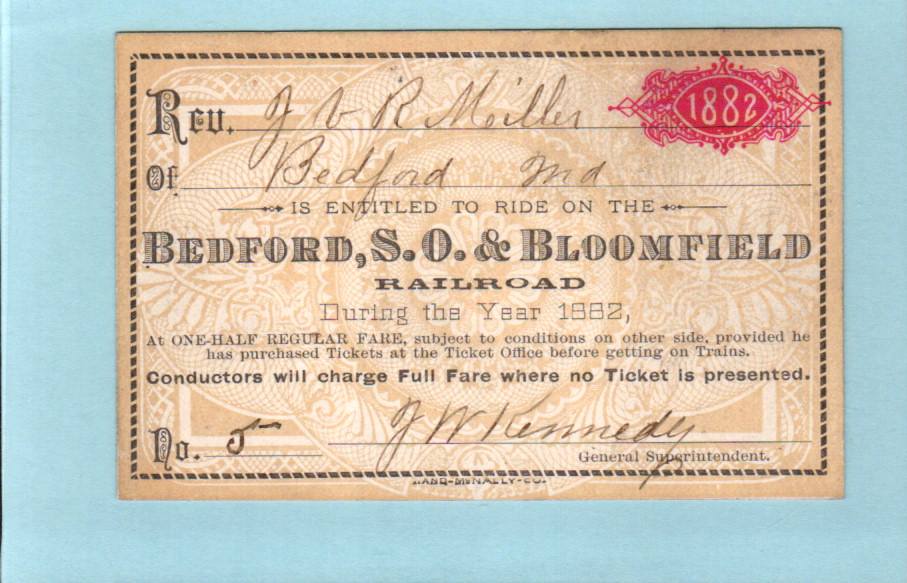 Rev. J V R Miller
1882
Of Bedford Ind
IS ENTITLED TO RIDE ON THE
BEDFORD, S. O. & BLOOMFIELD
RAILROAD
During the Year 1882,
At ONE-HALF REGULAR FARE, subject to conditions on other side, provided he
has purchased Tickets at the Ticket Office before getting on Trains.
Conductors will charge Full Fare where no Ticket is presented.
No. 5 J W Kennedy
General Superintendent.
RAND-McNALLY-CO.